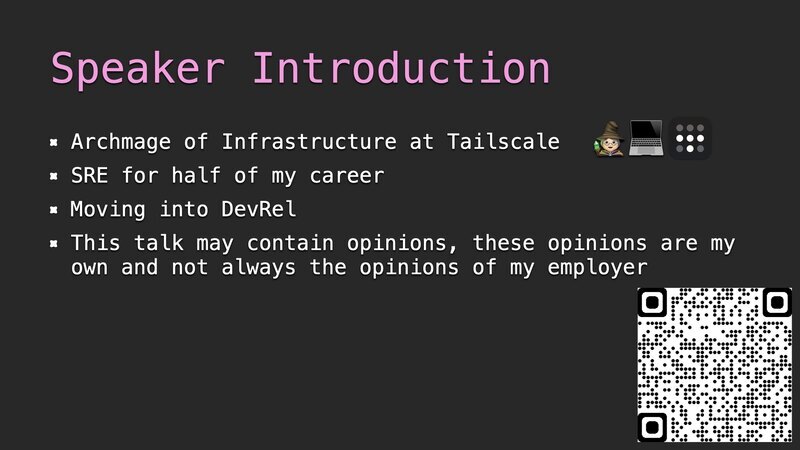 Speaker Introduction
Archmage of Infrastructure at Tailscale
SRE for half of my career
Moving into DevRel
This talk may contain opinions, these opinions are my
own and not always the opinions of my employer